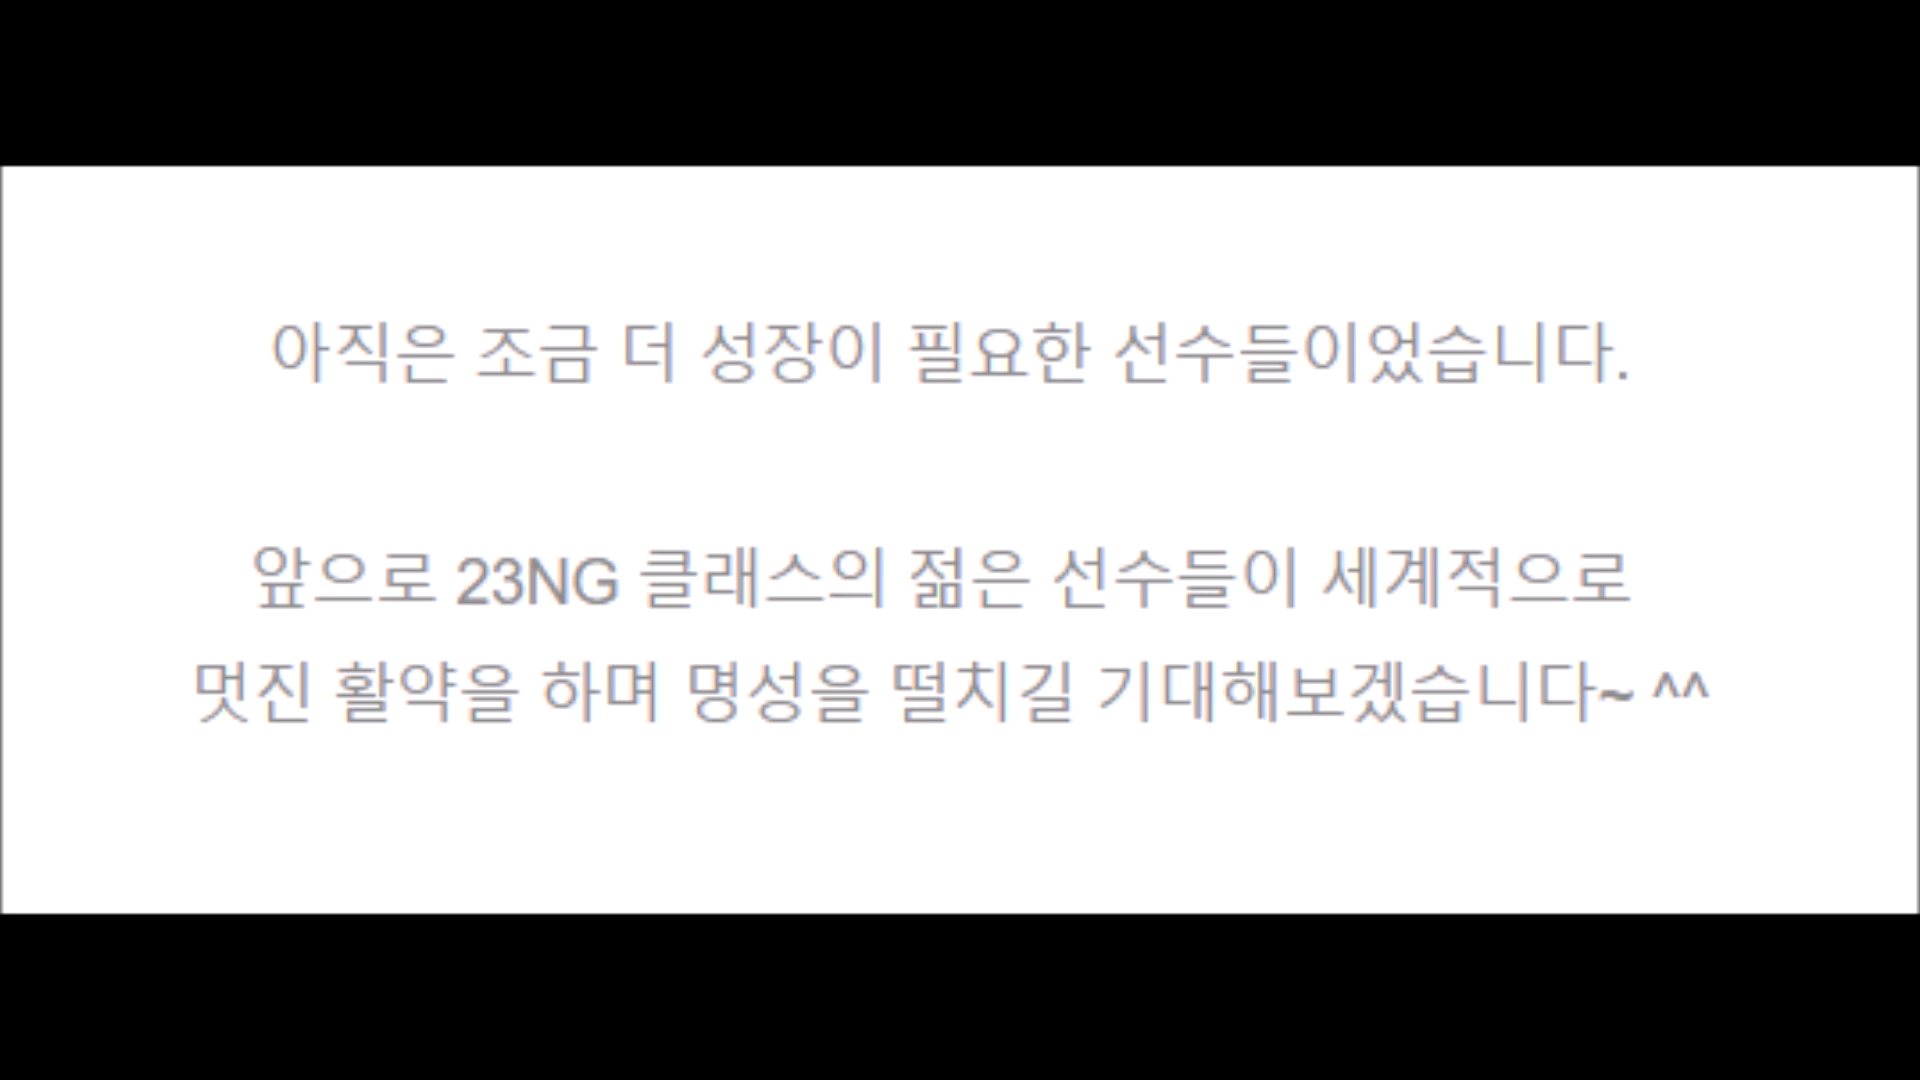 아직은 조금 더 성장이 필요한 선수들이었습니다.
앞으로 23NG 클래스의 젊은 선수들이 세계적으로
멋진 활약을 하며 명성을 떨치길 기대해보겠습니다~ ^^